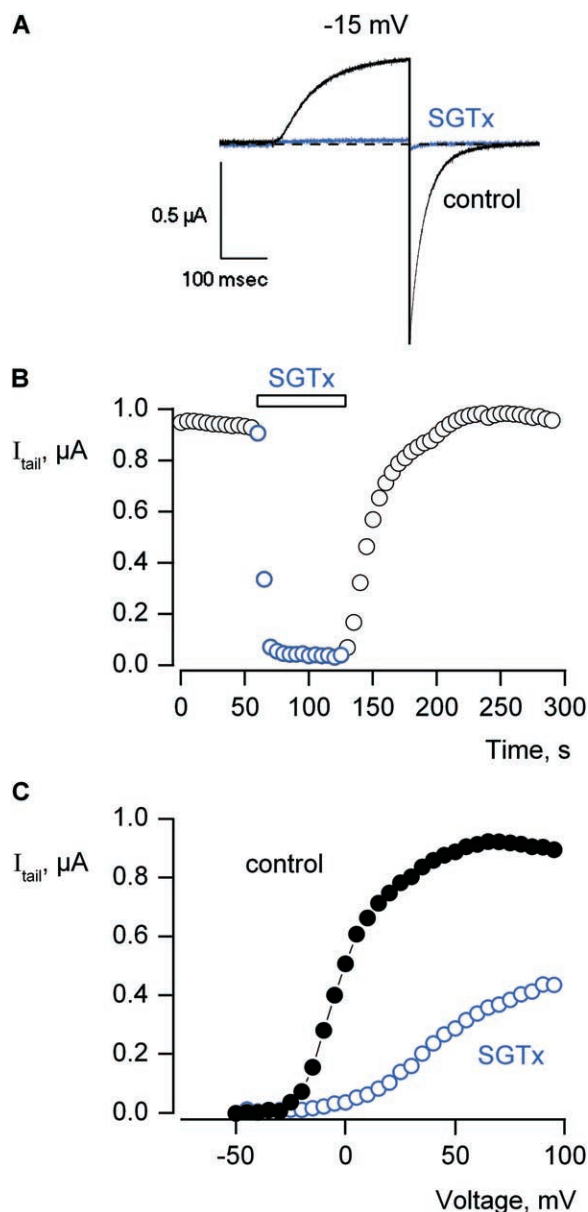 A
-15 mV
SGTx
control
0.5 µA
100 msec
B
SGTx
1.0
I_tail, µA
0.8
0.6
0.4
0.2
0.0
0 50 100 150 200 250 300
Time, s
C
1.0
I_tail, µA
control
0.8
0.6
0.4
SGTx
0.2
0.0
-50 0 50 100
Voltage, mV